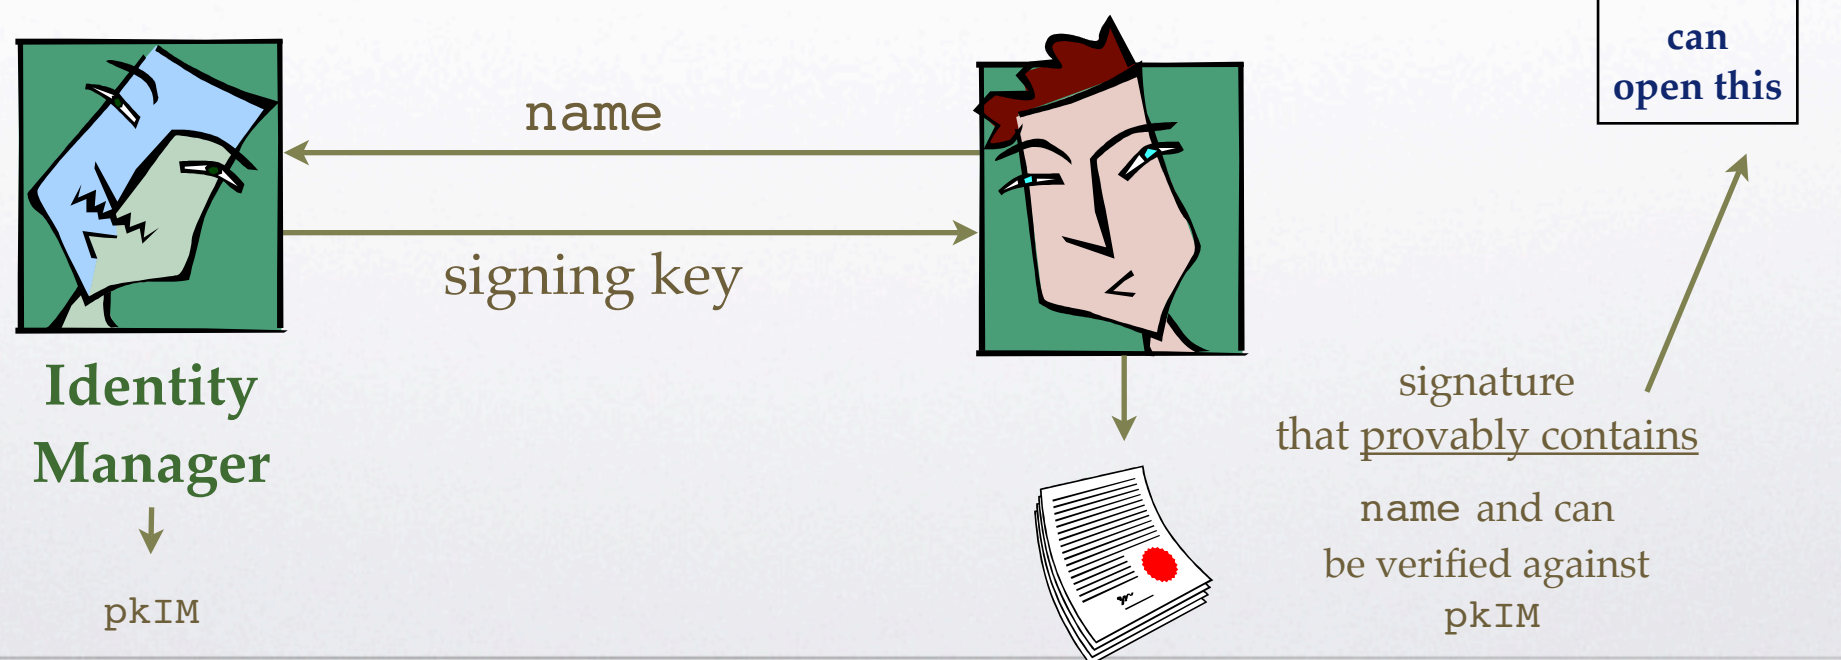 can
open this
name
signing key
Identity
Manager
pkIM
signature
that provably contains
name and can
be verified against
pkIM